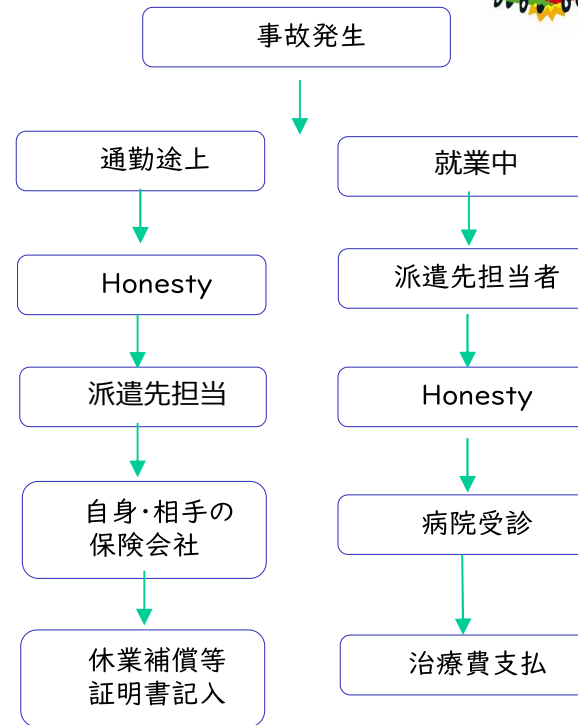 事故発生
通勤途上
Honesty
派遣先担当
自身・相手の
保険会社
休業補償等
証明書記入
就業中
派遣先担当者
Honesty
病院受診
治療費支払